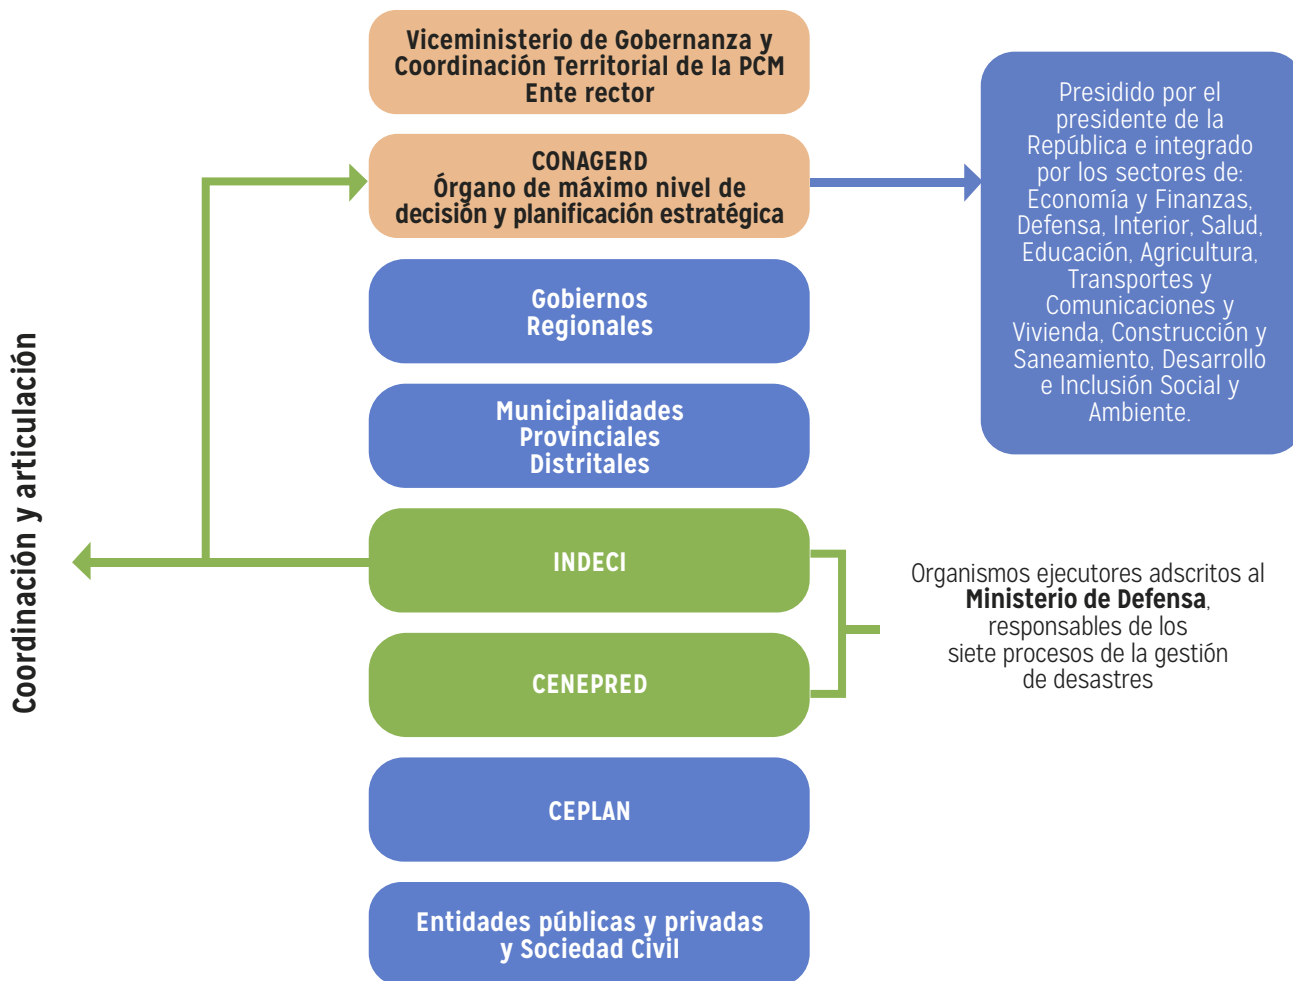 Viceministerio de Gobernanza y
Coordinación Territorial de la PCM
Ente rector
CONAGERD
Órgano de máximo nivel de
decisión y planificación estratégica
Presidido por el
presidente de la
República e integrado
por los sectores de:
Economía y Finanzas,
Defensa, Interior, Salud,
Educación, Agricultura,
Transportes y
Comunicaciones y
Vivienda, Construcción y
Saneamiento, Desarrollo
e Inclusión Social y
Ambiente.
Gobiernos
Regionales
Municipalidades
Provinciales
Distritales
Coordinación y articulación
INDECI
CENEPRED
Organismos ejecutores adscritos al
Ministerio de Defensa,
responsables de los
siete procesos de la gestión
de desastres
CEPLAN
Entidades públicas y privadas
y Sociedad Civil